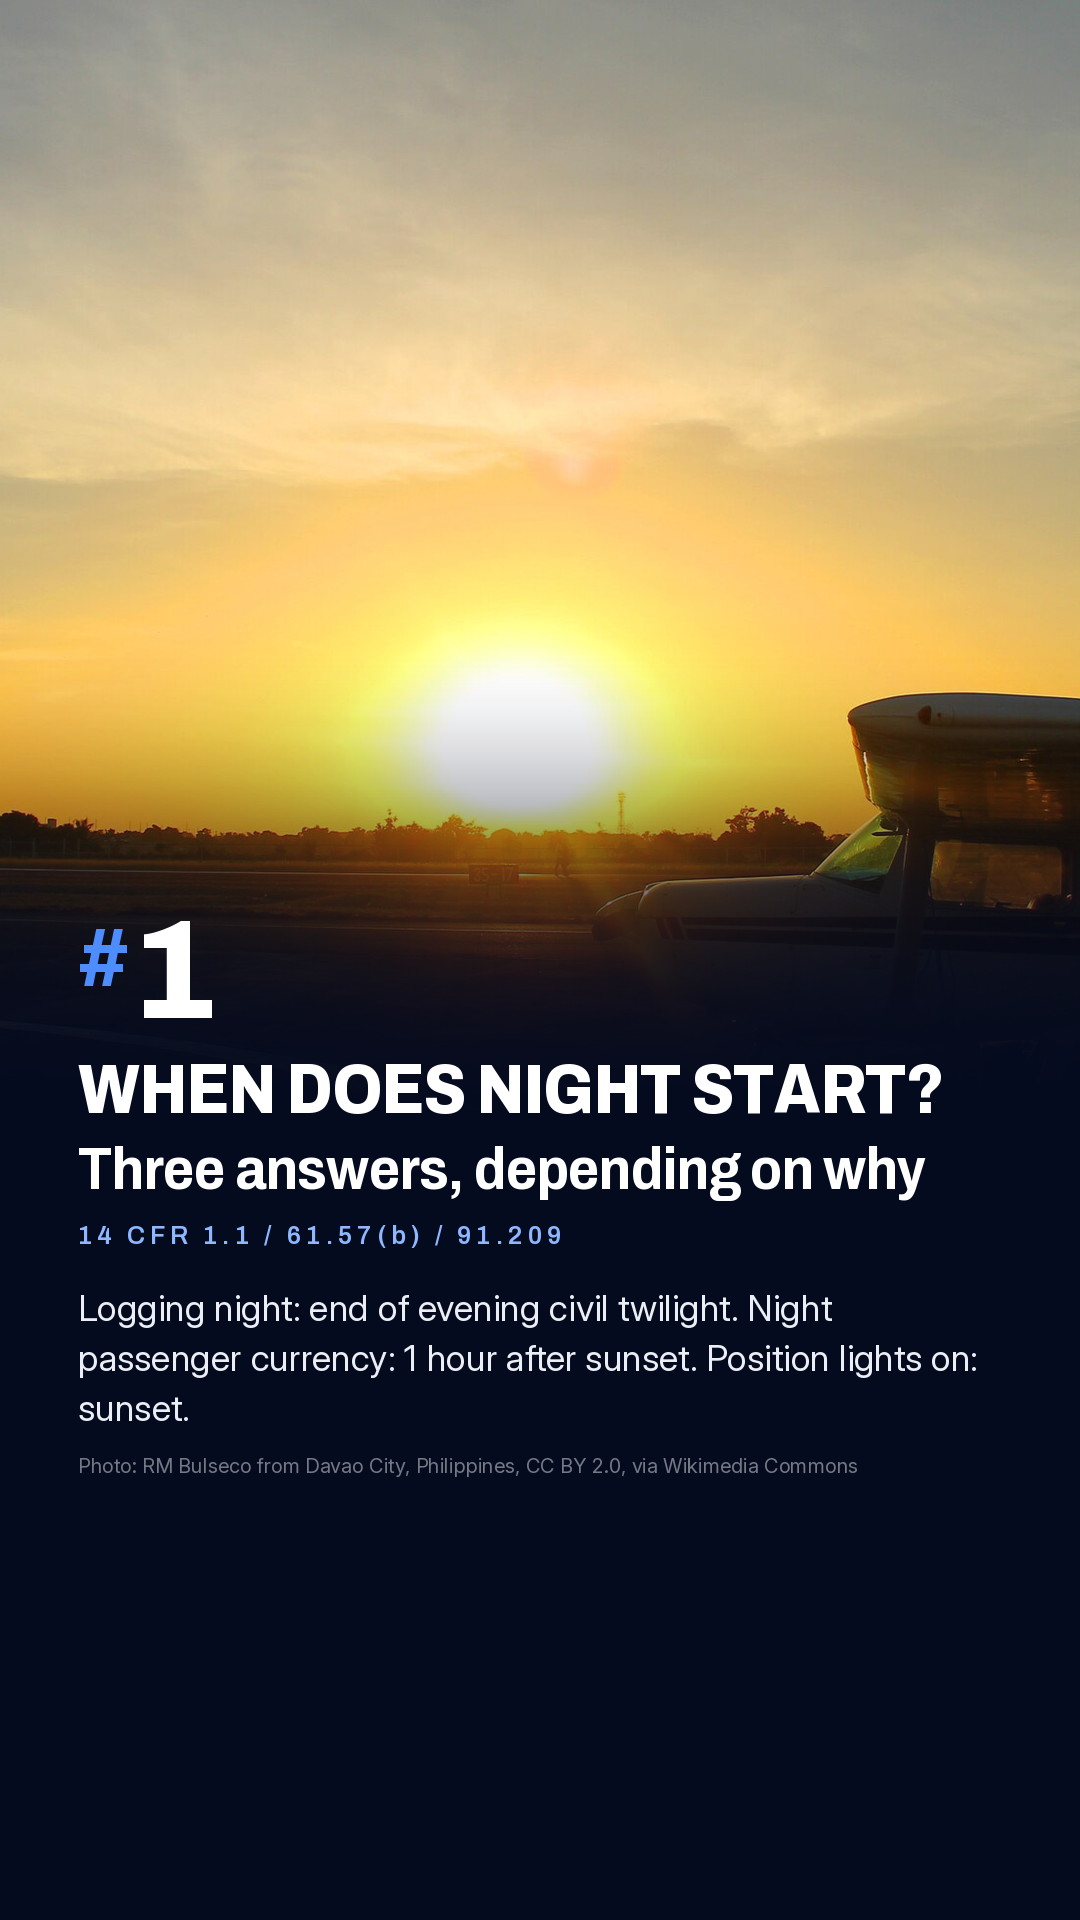 #1
WHEN DOES NIGHT START?
Three answers, depending on why
14 CFR 1.1 / 61.57(b) / 91.209
Logging night: end of evening civil twilight. Night
passenger currency: 1 hour after sunset. Position lights on:
sunset.
Photo: RM Bulseco from Davao City, Philippines, CC BY 2.0, via Wikimedia Commons